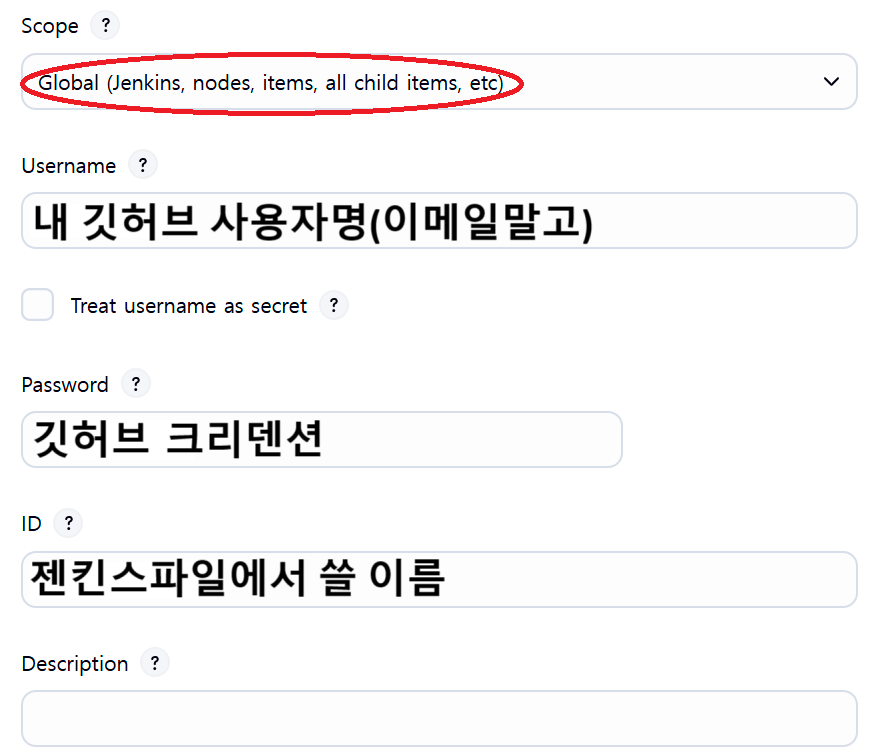 Scope ?
Global (Jenkins, nodes, items, all child items, etc)
Username ?
내 깃허브 사용자명(이메일말고)
Treat username as secret ?
Password ?
깃허브 크리덴션
ID ?
젠킨스파일에서 쓸 이름
Description ?